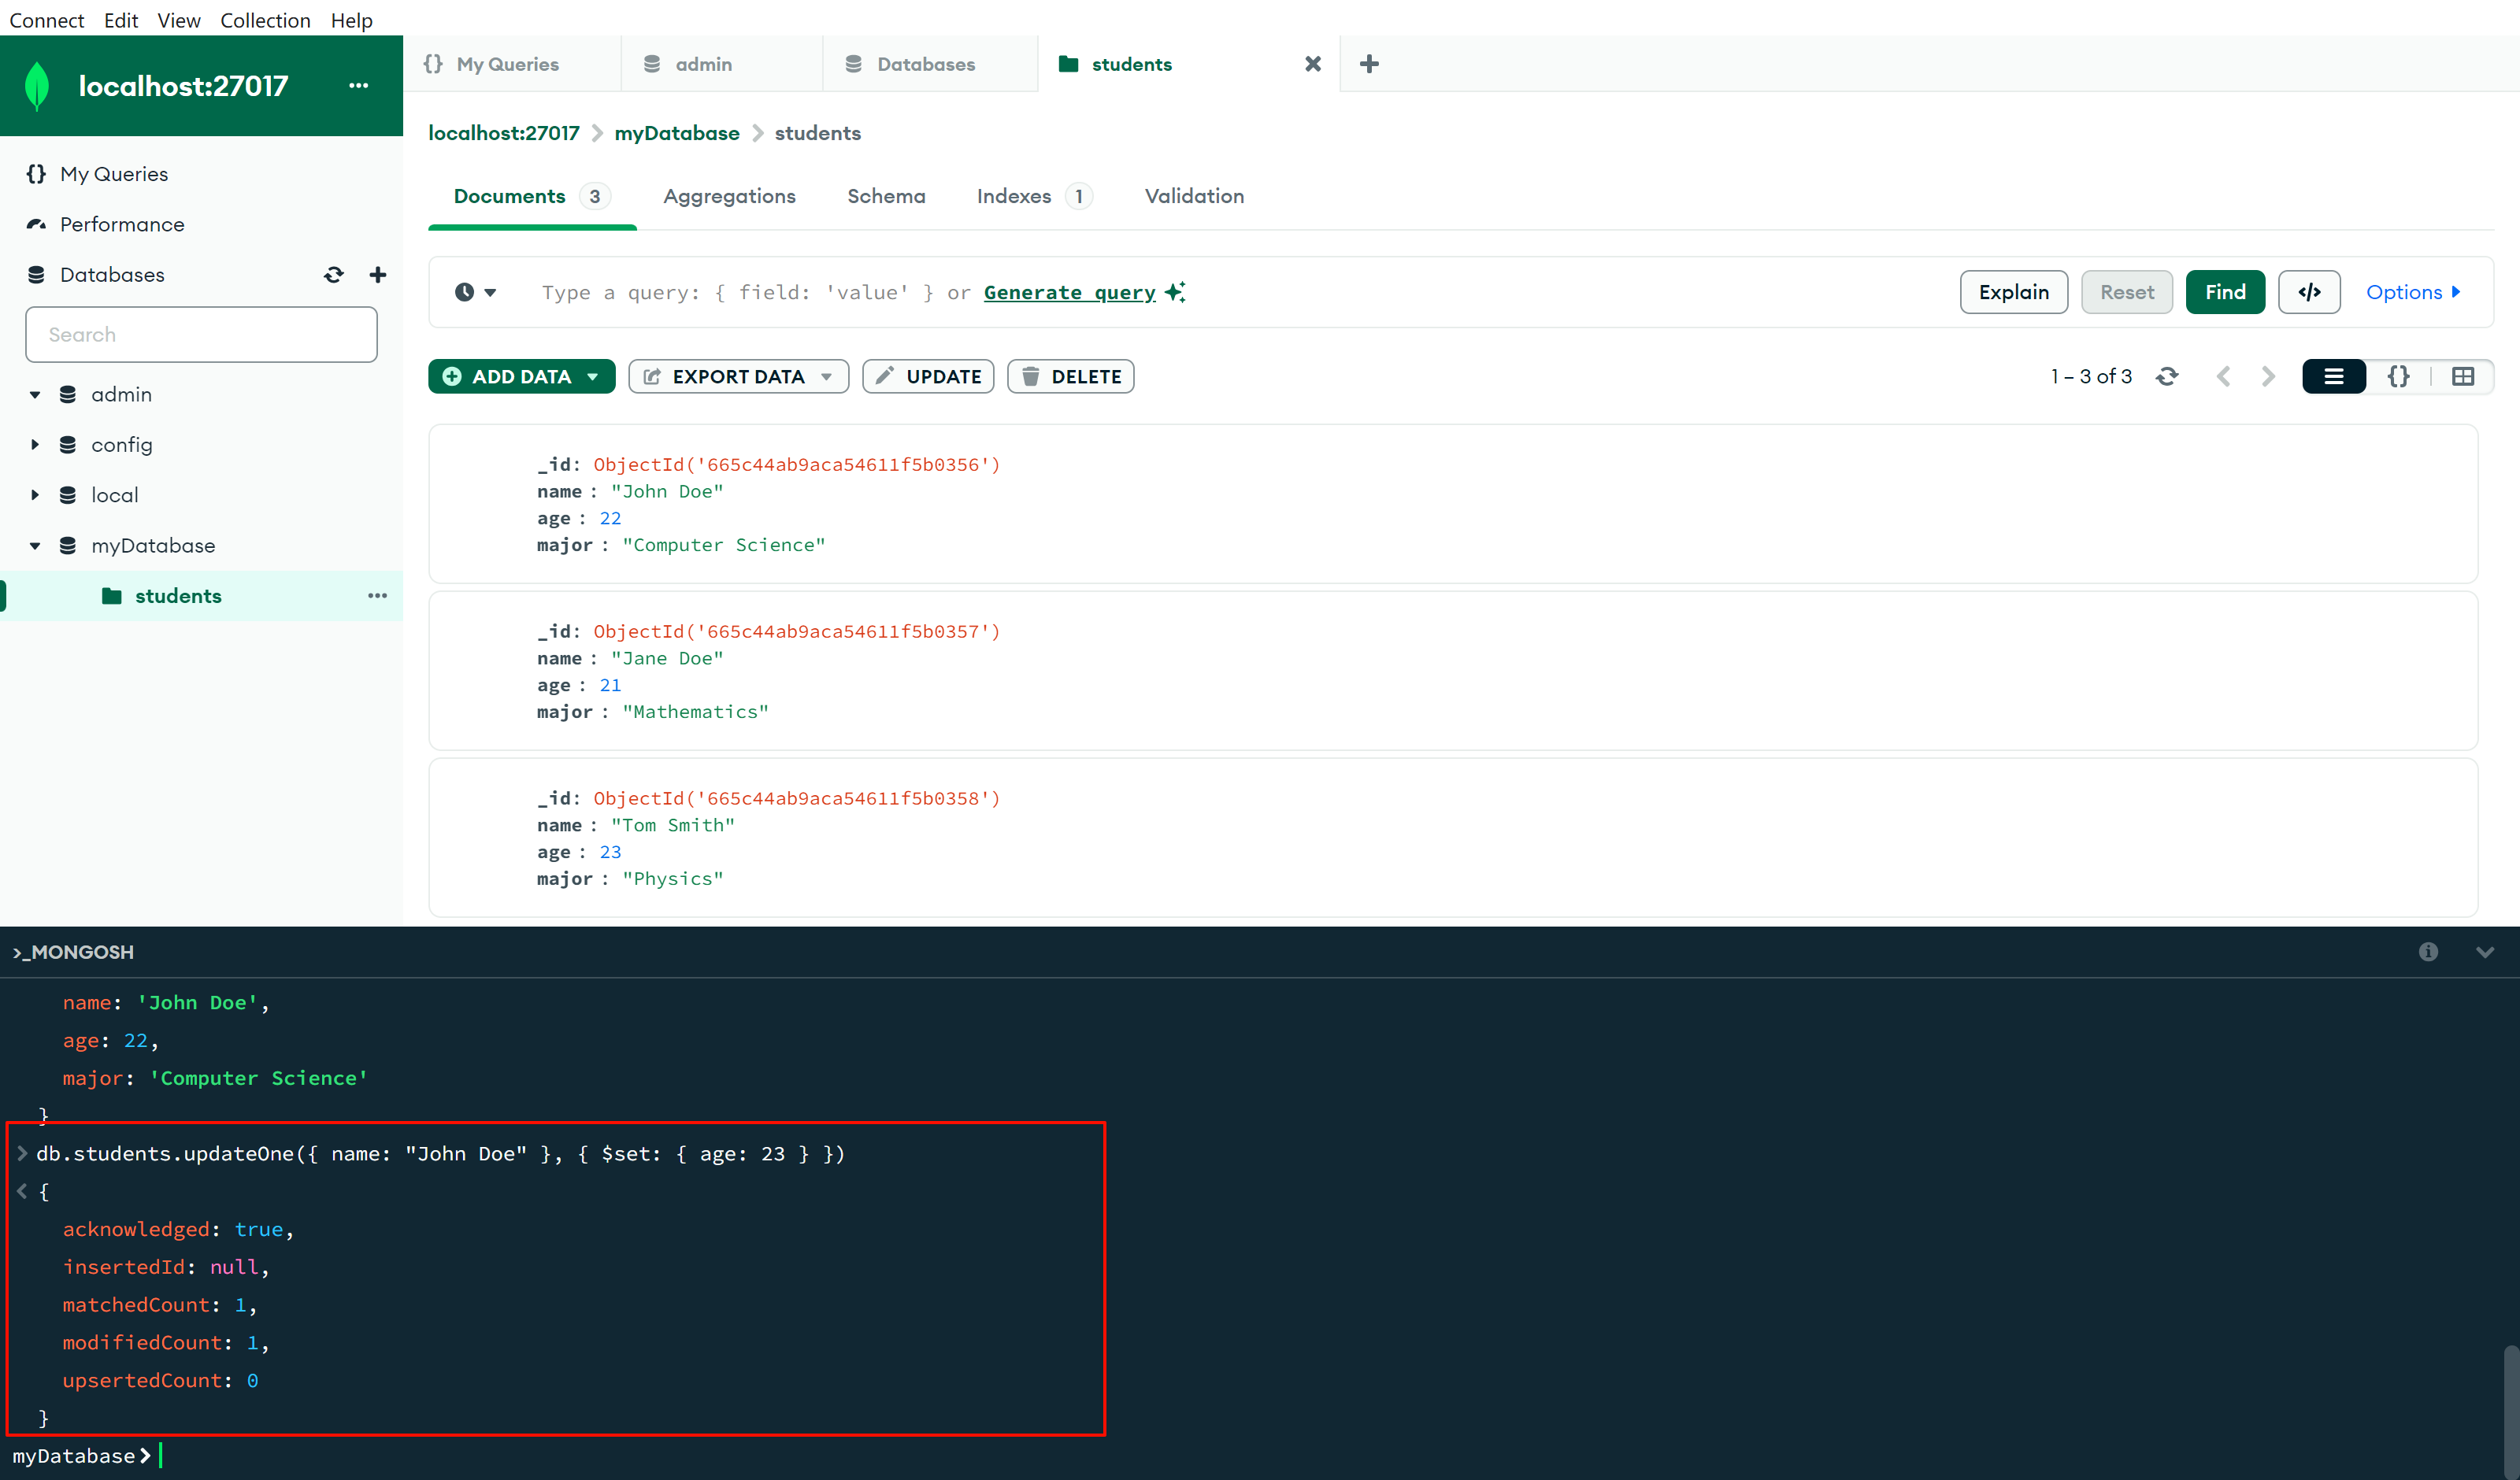 Connect Edit View Collection Help
localhost:27017 ...
{} My Queries
admin
Databases
students
My Queries
Performance
Databases
Search
admin
config
local
myDatabase
students ...
localhost:27017 > myDatabase > students
Documents 3 Aggregations Schema Indexes 1 Validation
Type a query: { field: 'value' } or Generate query
Explain Reset Find </> Options
ADD DATA EXPORT DATA UPDATE DELETE
1 – 3 of 3 {}
_id: ObjectId('665c44ab9aca54611f5b0356')
name : "John Doe"
age : 22
major : "Computer Science"
_id: ObjectId('665c44ab9aca54611f5b0357')
name : "Jane Doe"
age : 21
major : "Mathematics"
_id: ObjectId('665c44ab9aca54611f5b0358')
name : "Tom Smith"
age : 23
major : "Physics"
>_MONGOSH
name: 'John Doe',
age: 22,
major: 'Computer Science'
}
> db.students.updateOne({ name: "John Doe" }, { $set: { age: 23 } })
< {
acknowledged: true,
insertedId: null,
matchedCount: 1,
modifiedCount: 1,
upsertedCount: 0
}
myDatabase>